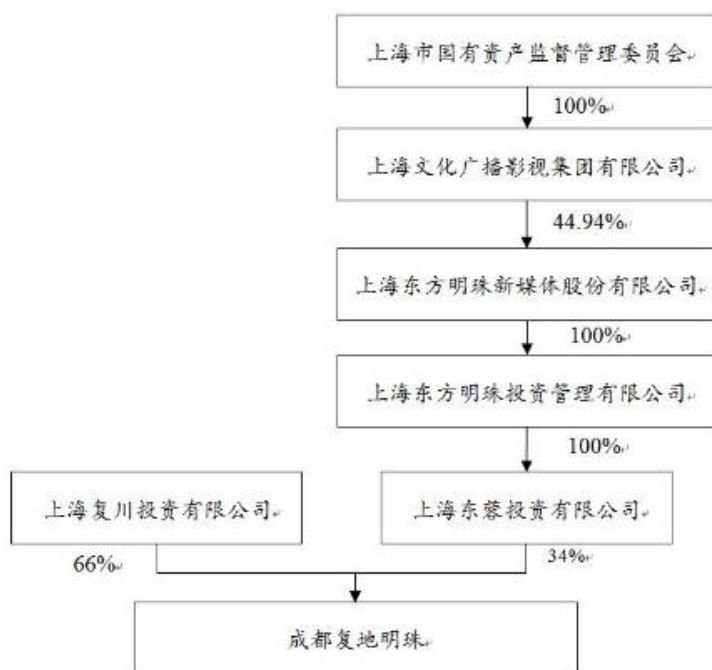 上海市国有资产监督管理委员会
100%
上海文化广播影视集团有限公司
44.94%
上海东方明珠新媒体股份有限公司
100%
上海东方明珠投资管理有限公司
100%
上海复川投资有限公司
上海东蓉投资有限公司
66%
34%
成都复地明珠